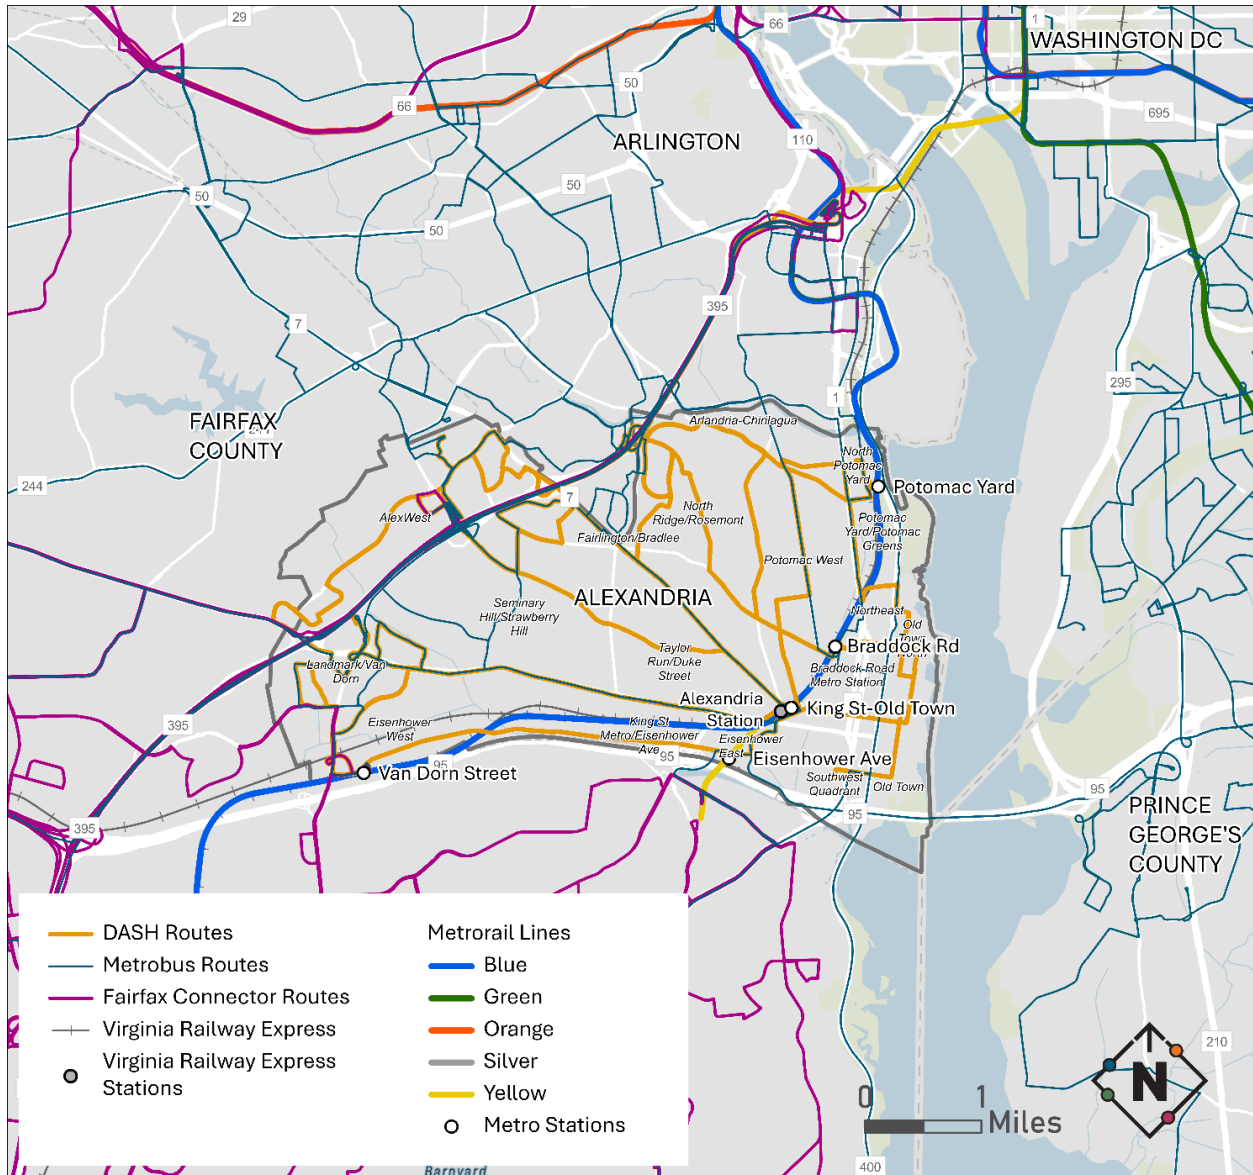 29
66
1
WASHINGTON DC
50
66
695
ARLINGTON
110
50
50
50
395
7
1
295
FAIRFAX
COUNTY
Arlandria-Chirilagua
North
Potomac
Yard
244
7
Potomac Yard
AlexWest
North
Ridge/Rosemont
Potomac
Yard/Potomac
Greens
Fairlington/Bradlee
Potomac West
Seminary
Hill/Strawberry
Hill
ALEXANDRIA
Northeast
Old
Braddock Rd
Taylor
Run/Duke
Street
Landmark/Van
Dorn
Braddock Road
Metro Station
Alexandria
Station
King St-Old Town
395
Eisenhower
West
King St
Metro/Eisenhower
Ave
Eisenhower
East
95
95
Eisenhower Ave
Van Dorn Street
Southwest
Quadrant
Old Town
95
95
395
PRINCE
GEORGE'S
COUNTY
DASH Routes
Metrobus Routes
Fairfax Connector Routes
Virginia Railway Express
Virginia Railway Express
Stations
Metrorail Lines
Blue
Green
Orange
Silver
Yellow
Metro Stations
210
N
0 1
Miles
400
Barnyard